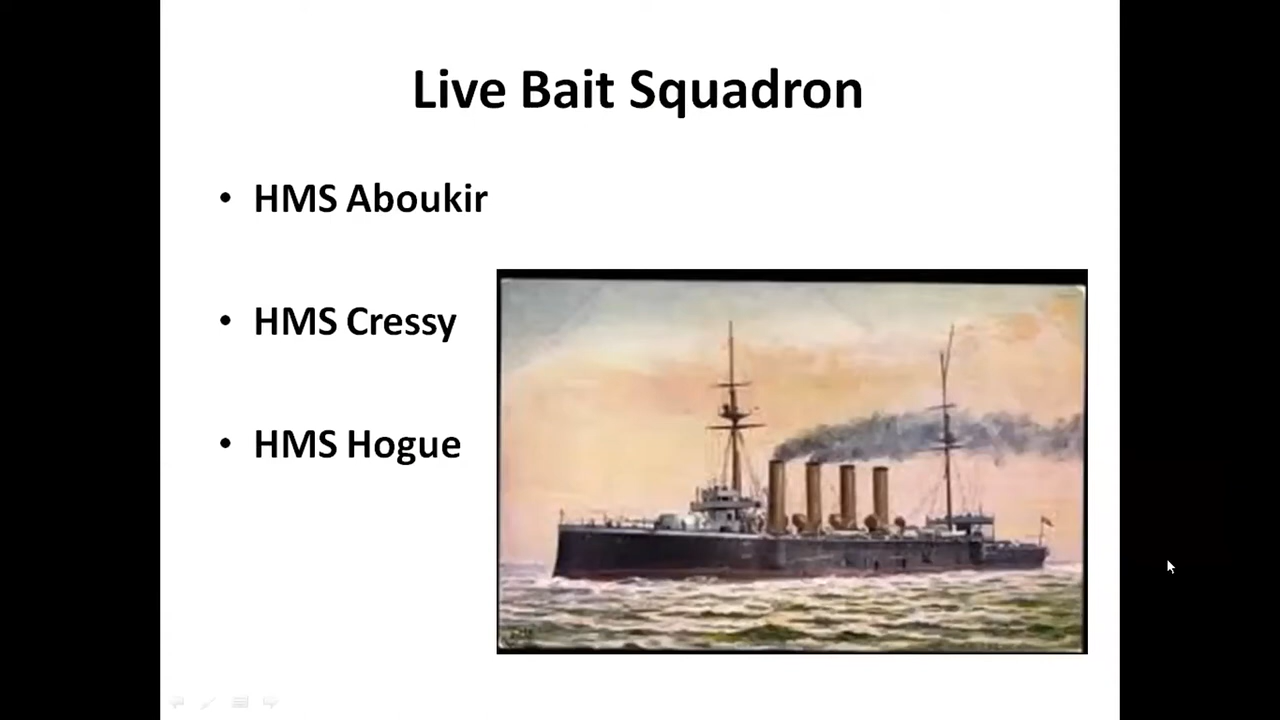 Live Bait Squadron
• HMS Aboukir
• HMS Cressy
• HMS Hogue